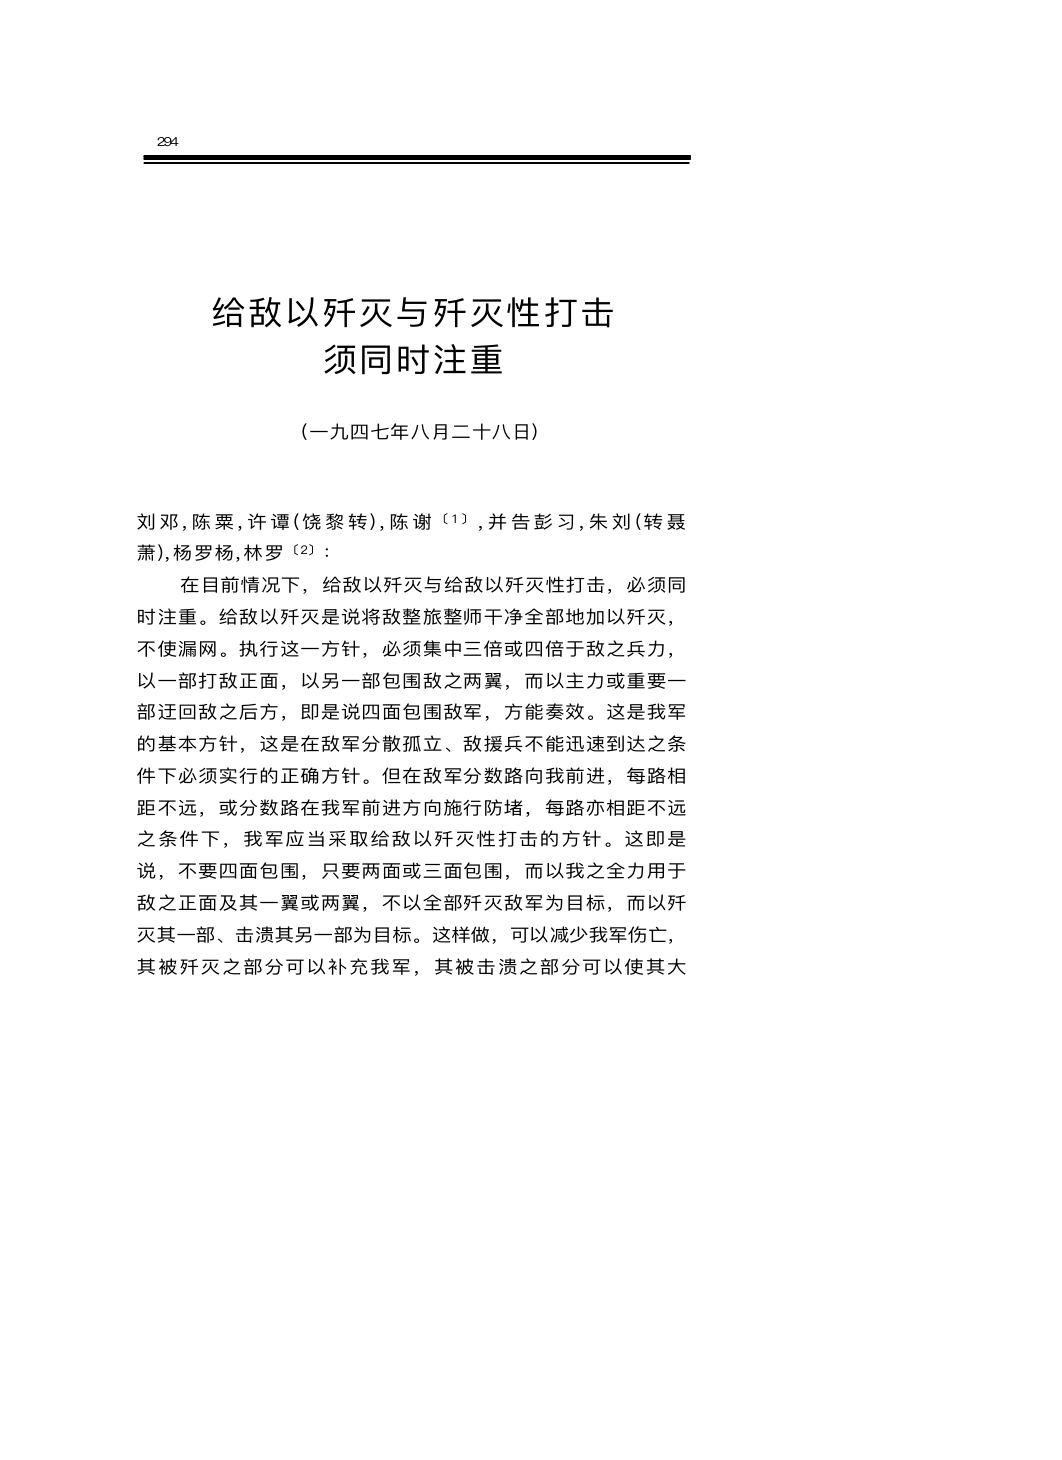 294
给敌以歼灭与歼灭性打击
须同时注重
(一九四七年八月二十八日)
刘邓,陈粟,许谭(饶黎转),陈谢〔1〕,并告彭习,朱刘(转聂
萧),杨罗杨,林罗〔2〕:
在目前情况下，给敌以歼灭与给敌以歼灭性打击，必须同
时注重。给敌以歼灭是说将敌整旅整师干净全部地加以歼灭，
不使漏网。执行这一方针，必须集中三倍或四倍于敌之兵力，
以一部打敌正面，以另一部包围敌之两翼，而以主力或重要一
部迂回敌之后方，即是说四面包围敌军，方能奏效。这是我军
的基本方针，这是在敌军分散孤立、敌援兵不能迅速到达之条
件下必须实行的正确方针。但在敌军分数路向我前进，每路相
距不远，或分数路在我军前进方向施行防堵，每路亦相距不远
之条件下，我军应当采取给敌以歼灭性打击的方针。这即是
说，不要四面包围，只要两面或三面包围，而以我之全力用于
敌之正面及其一翼或两翼，不以全部歼灭敌军为目标，而以歼
灭其一部、击溃其另一部为目标。这样做，可以减少我军伤亡，
其被歼灭之部分可以补充我军，其被击溃之部分可以使其大